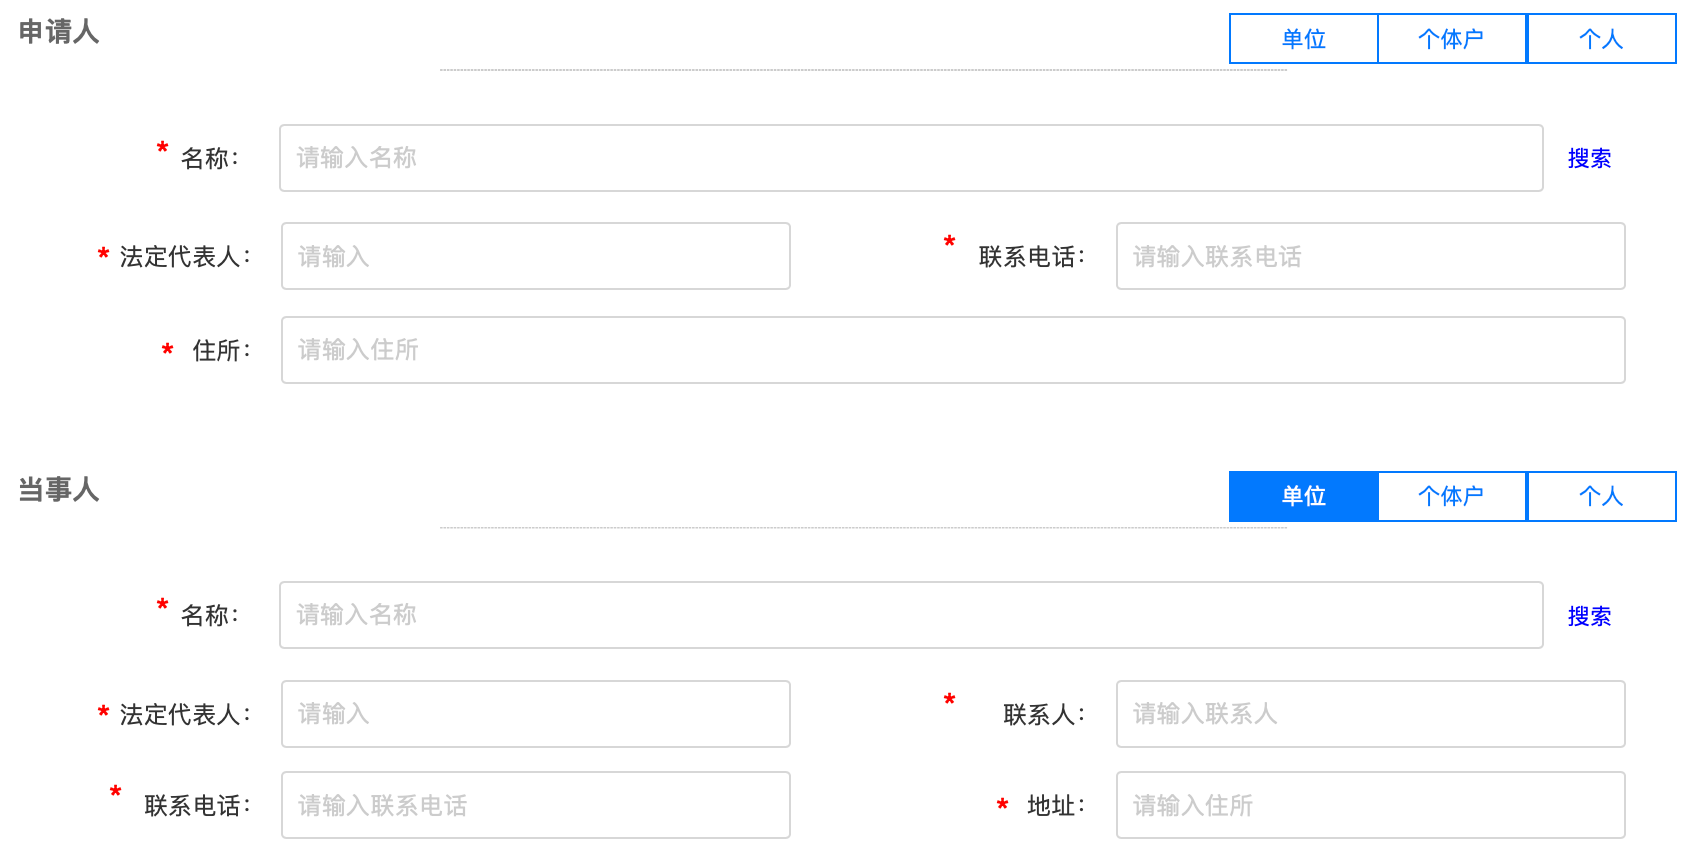 申请人 单位 个体户 个人
* 名称： 请输入名称 搜索
* 法定代表人： 请输入 * 联系电话： 请输入联系电话
* 住所： 请输入住所
当事人 单位 个体户 个人
* 名称： 请输入名称 搜索
* 法定代表人： 请输入 * 联系人： 请输入联系人
* 联系电话： 请输入联系电话 * 地址： 请输入住所